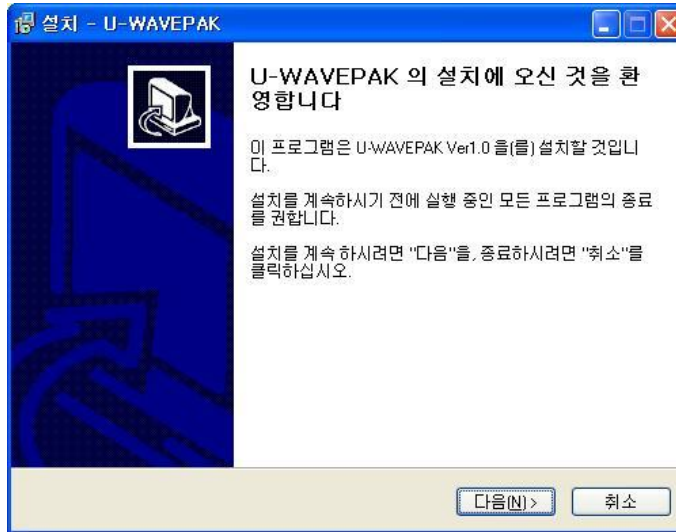 설치 - U-WAVEPAK
U-WAVEPAK 의 설치에 오신 것을 환
영합니다
이 프로그램은 U-WAVEPAK Ver1.0 을(를) 설치할 것입니
다.
설치를 계속하시기 전에 실행 중인 모든 프로그램의 종료
를 권합니다.
설치를 계속 하시려면 "다음"을, 종료하시려면 "취소"를
클릭하십시오.
다음(N) > 취소